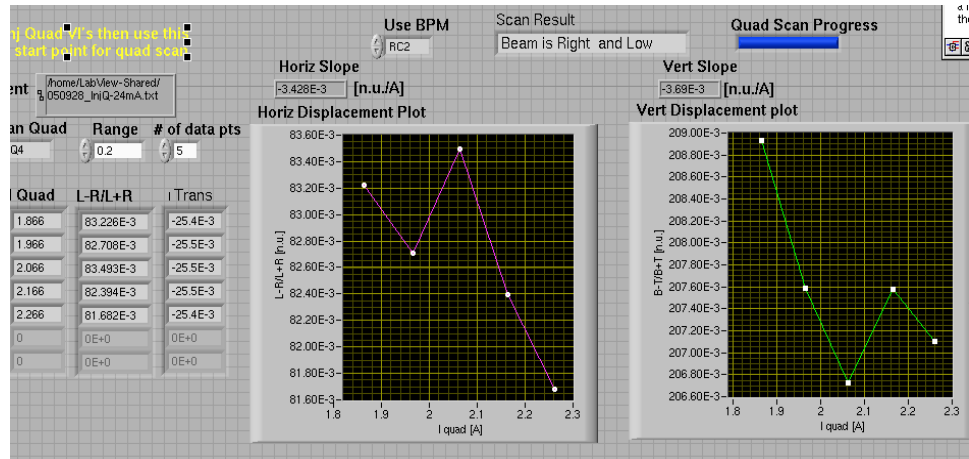 nj Quad VI's then use this
start point for quad scan
Use BPM
RC2
Scan Result
Beam is Right and Low
Quad Scan Progress
/home/LabView-Shared/
050928_InjQ-24mA.txt
Horiz Slope
-3.428E-3 [n.u./A]
Vert Slope
-3.69E-3 [n.u./A]
Quad Range # of data pts
Q4 0.2 5
Quad L-R/L+R Trans
1.866 83.226E-3 -25.4E-3
1.966 82.708E-3 -25.5E-3
2.066 83.493E-3 -25.5E-3
2.166 82.394E-3 -25.5E-3
2.266 81.682E-3 -25.4E-3
0 0E+0 0E+0
0 0E+0 0E+0
Horiz Displacement Plot
L-R/L+R [n.u.]
83.60E-3
83.40E-3
83.20E-3
83.00E-3
82.80E-3
82.60E-3
82.40E-3
82.20E-3
82.00E-3
81.80E-3
81.60E-3
1.8 1.9 2 2.1 2.2 2.3
I quad [A]
Vert Displacement plot
B-T/B+T [n.u.]
209.00E-3
208.80E-3
208.60E-3
208.40E-3
208.20E-3
208.00E-3
207.80E-3
207.60E-3
207.40E-3
207.20E-3
207.00E-3
206.80E-3
206.60E-3
1.8 1.9 2 2.1 2.2 2.3
I quad [A]